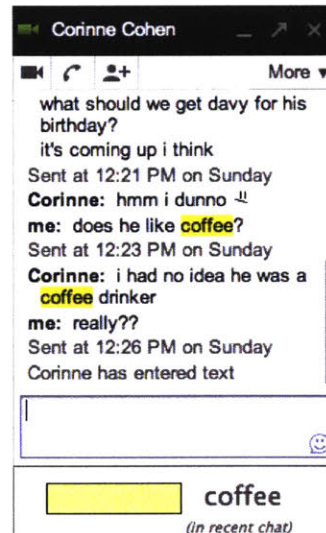 Corinne Cohen
More
what should we get davy for his
birthday?
it's coming up i think
Sent at 12:21 PM on Sunday
Corinne: hmm i dunno
me: does he like coffee?
Sent at 12:23 PM on Sunday
Corinne: i had no idea he was a
coffee drinker
me: really??
Sent at 12:26 PM on Sunday
Corinne has entered text
coffee
(in recent chat)